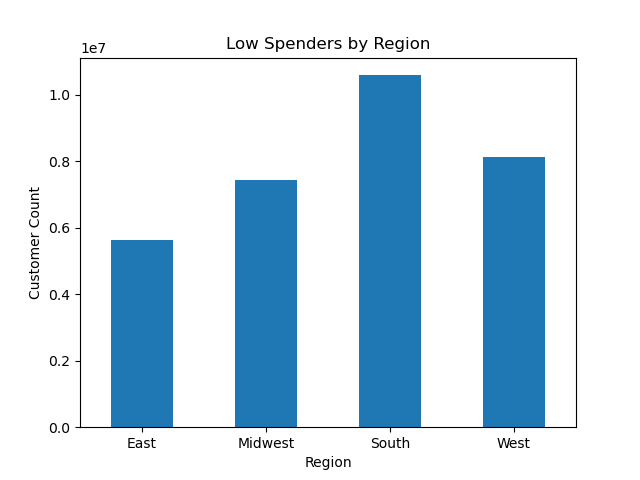 Low Spenders by Region
1e7
1.0
0.8
0.6
0.4
0.2
0.0
Customer Count
East Midwest South West
Region